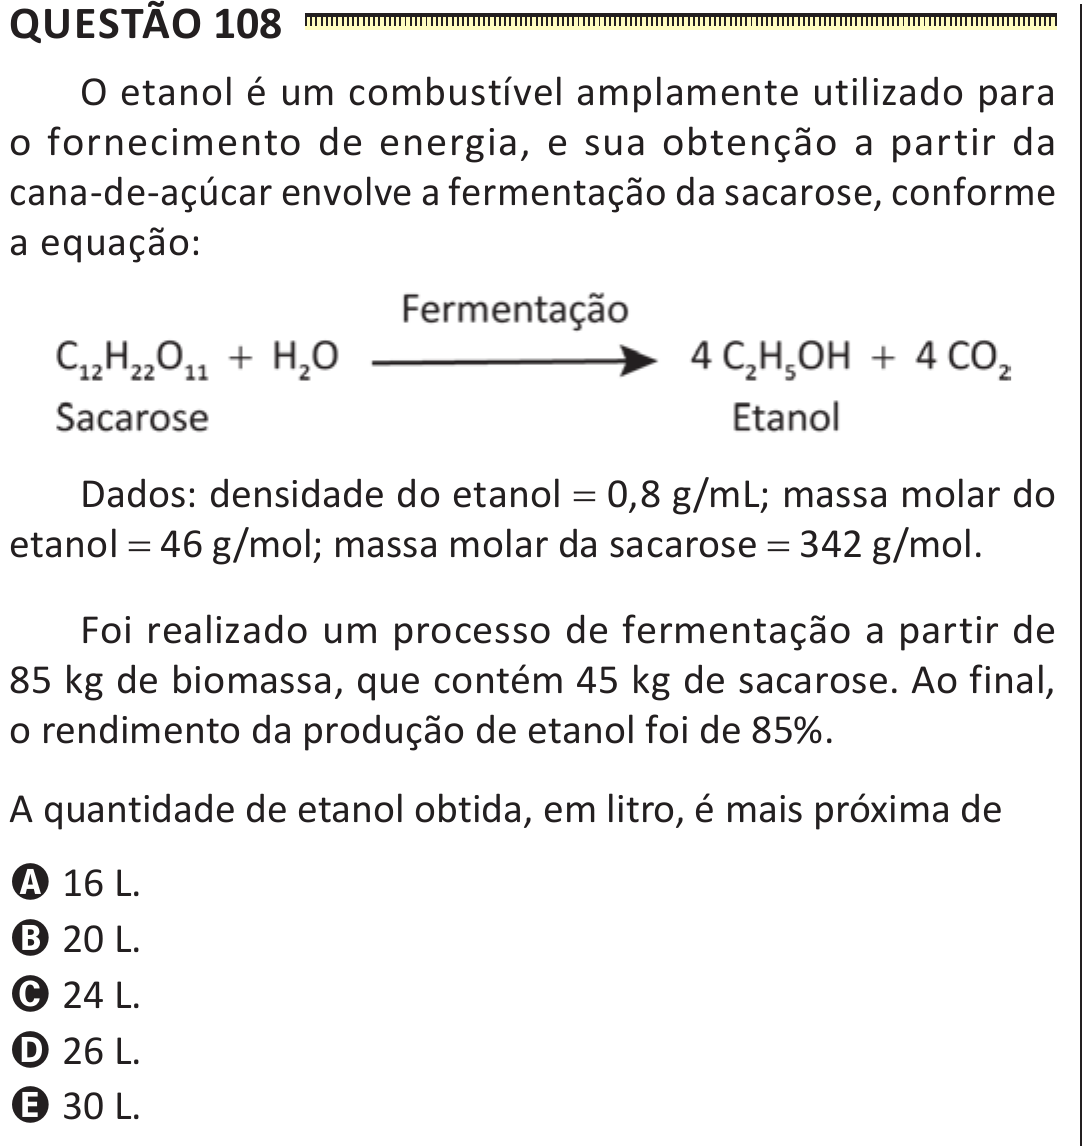 QUESTÃO 108
O etanol é um combustível amplamente utilizado para
o fornecimento de energia, e sua obtenção a partir da
cana-de-açúcar envolve a fermentação da sacarose, conforme
a equação:
Fermentação
C₁₂H₂₂O₁₁ + H₂O → 4 C₂H₅OH + 4 CO₂
Sacarose Etanol
Dados: densidade do etanol = 0,8 g/mL; massa molar do
etanol = 46 g/mol; massa molar da sacarose = 342 g/mol.
Foi realizado um processo de fermentação a partir de
85 kg de biomassa, que contém 45 kg de sacarose. Ao final,
o rendimento da produção de etanol foi de 85%.
A quantidade de etanol obtida, em litro, é mais próxima de
A 16 L.
B 20 L.
C 24 L.
D 26 L.
E 30 L.